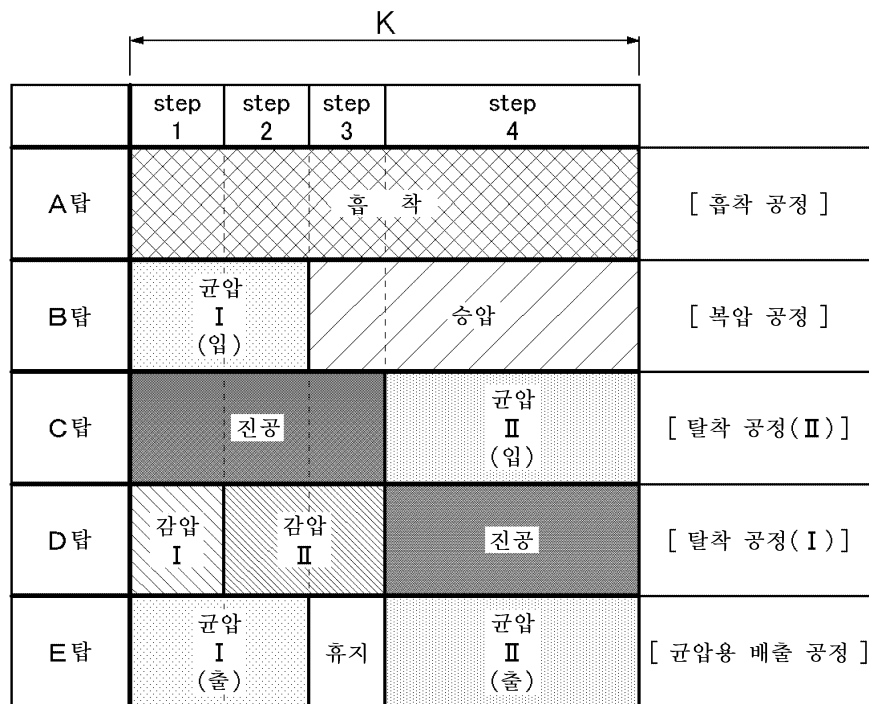 K
step 1
step 2
step 3
step 4
A탑
흡 착
[ 흡착 공정 ]
B탑
균압 Ⅰ (입)
승압
[ 복압 공정 ]
C탑
진공
균압 Ⅱ (입)
[ 탈착 공정(Ⅱ)]
D탑
감압 Ⅰ
감압 Ⅱ
진공
[ 탈착 공정(Ⅰ)]
E탑
균압 Ⅰ (출)
휴지
균압 Ⅱ (출)
[ 균압용 배출 공정 ]